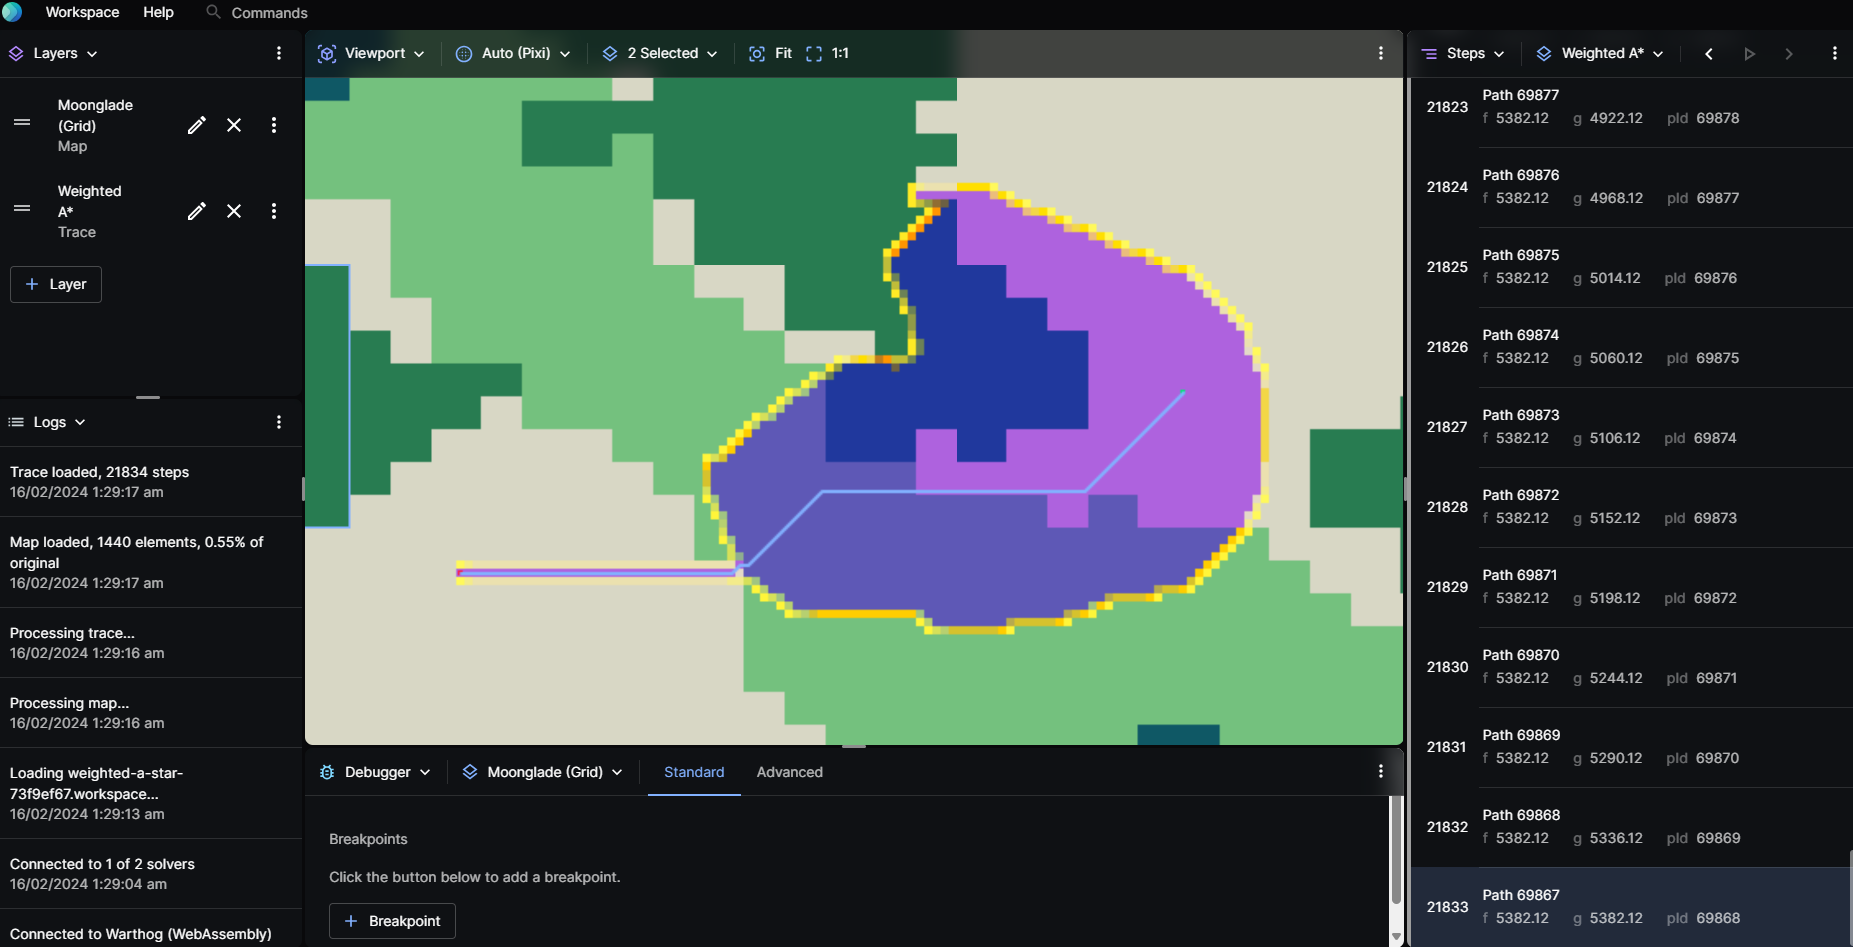 Workspace
Help
Commands
Layers
Moonglade
(Grid)
Map
Weighted
A*
Trace
+ Layer
Logs
Trace loaded, 21834 steps
16/02/2024 1:29:17 am
Map loaded, 1440 elements, 0.55% of
original
16/02/2024 1:29:17 am
Processing trace...
16/02/2024 1:29:16 am
Processing map...
16/02/2024 1:29:16 am
Loading weighted-a-star-
73f9ef67.workspace...
16/02/2024 1:29:13 am
Connected to 1 of 2 solvers
16/02/2024 1:29:04 am
Connected to Warthog (WebAssembly)
Viewport
Auto (Pixi)
2 Selected
Fit
1:1
Debugger
Moonglade (Grid)
Standard
Advanced
Breakpoints
Click the button below to add a breakpoint.
+ Breakpoint
Steps
Weighted A*
21823
Path 69877
f 5382.12 g 4922.12 pId 69878
21824
Path 69876
f 5382.12 g 4968.12 pId 69877
21825
Path 69875
f 5382.12 g 5014.12 pId 69876
21826
Path 69874
f 5382.12 g 5060.12 pId 69875
21827
Path 69873
f 5382.12 g 5106.12 pId 69874
21828
Path 69872
f 5382.12 g 5152.12 pId 69873
21829
Path 69871
f 5382.12 g 5198.12 pId 69872
21830
Path 69870
f 5382.12 g 5244.12 pId 69871
21831
Path 69869
f 5382.12 g 5290.12 pId 69870
21832
Path 69868
f 5382.12 g 5336.12 pId 69869
21833
Path 69867
f 5382.12 g 5382.12 pId 69868